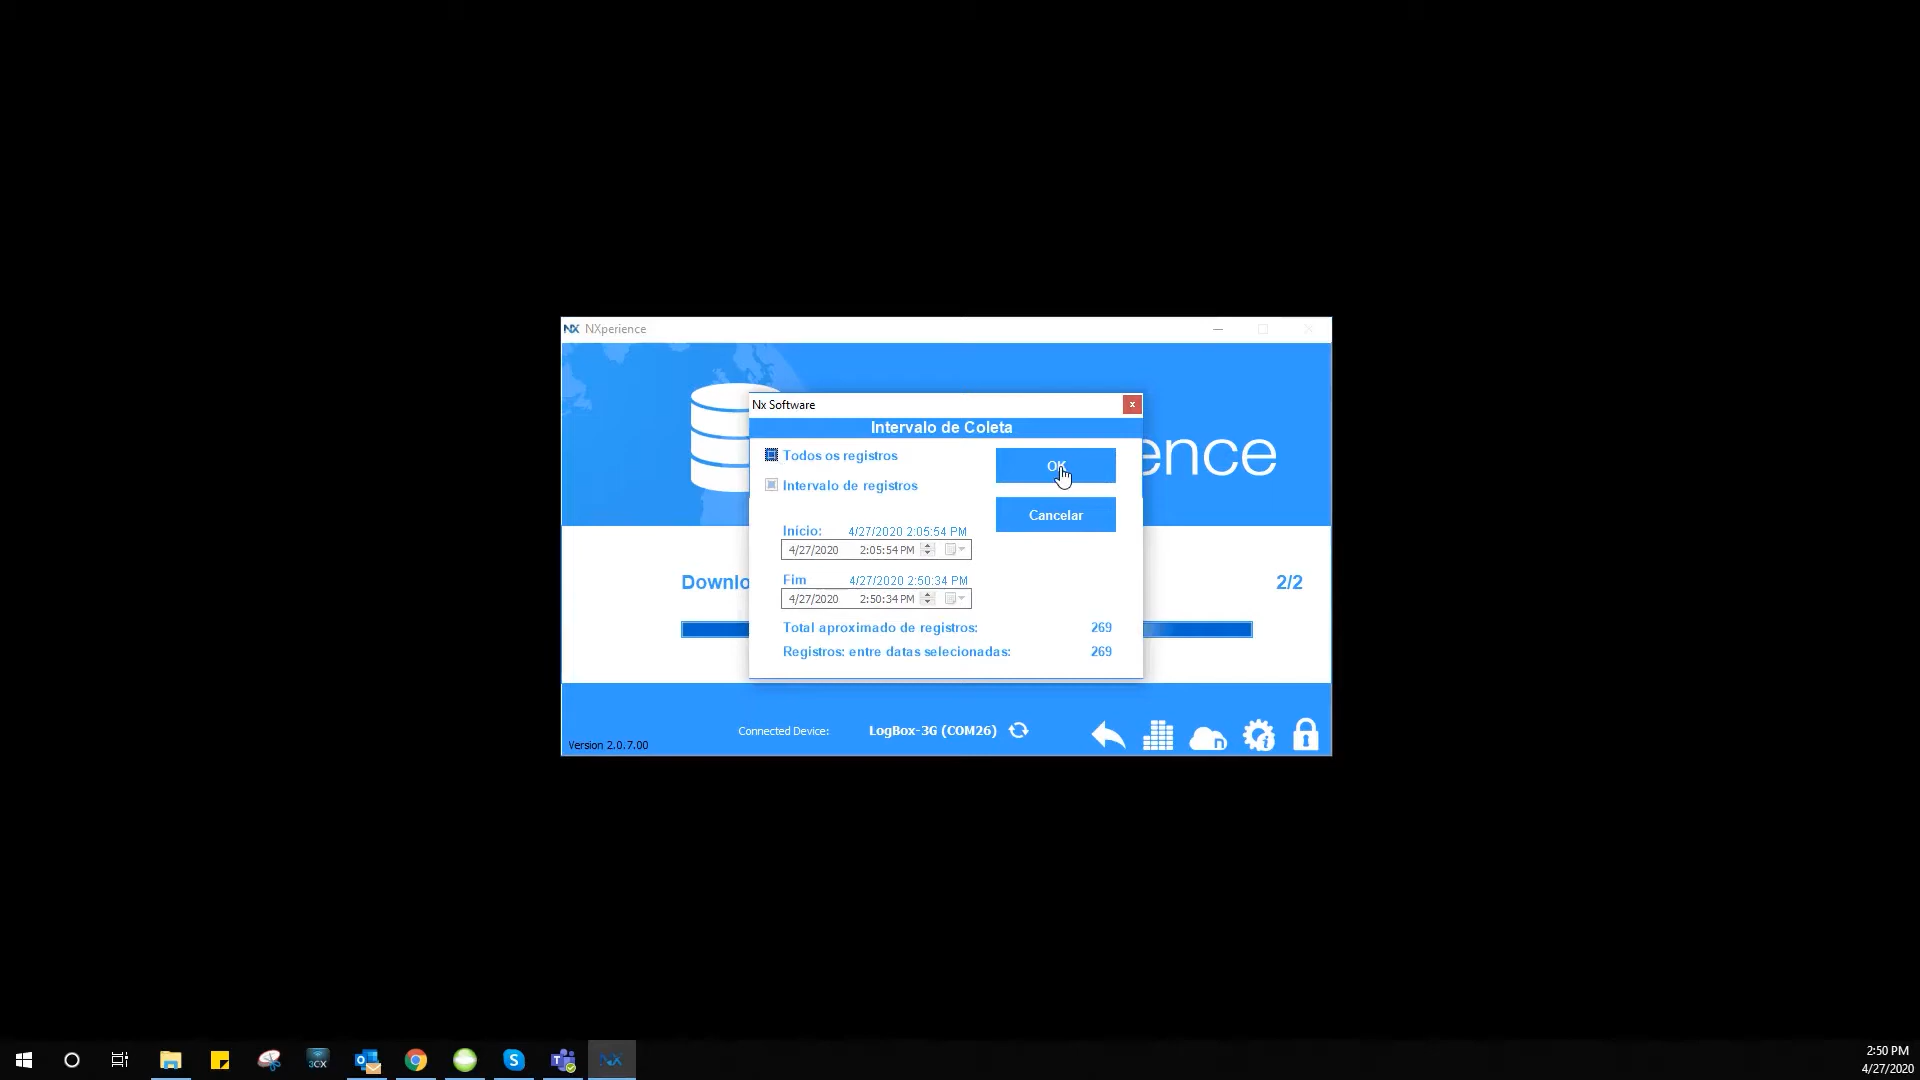 NXperience
Nx Software
Intervalo de Coleta
Todos os registros
OK
Intervalo de registros
Cancelar
ence
Inicio: 4/27/2020 2:05:54 PM
4/27/2020 2:05:54 PM
Fim 4/27/2020 2:50:34 PM
4/27/2020 2:50:34 PM
Downlo
2/2
Total aproximado de registros: 269
Registros: entre datas selecionadas: 269
Connected Device: LogBox-3G (COM26)
Version 2.0.7.00
3CX
2:50 PM
4/27/2020